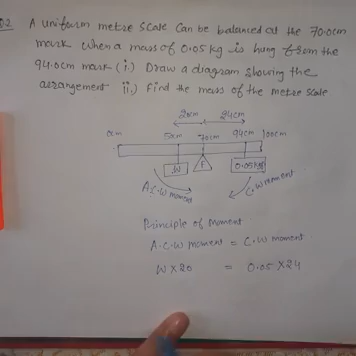 Q2 A uniform metre scale can be balanced at the 70.0cm
mark when a mass of 0.05 kg is hung from the
94.0cm mark (i.) Draw a diagram showing the
arrangement ii.) find the mass of the metre scale
20cm 24cm
0cm 50cm 70cm 94cm 100cm
W F 0.05kg
A.C.W moment C.W moment
Principle of moment
A.C.W moment = C.W moment
W X 20 = 0.05 X 24